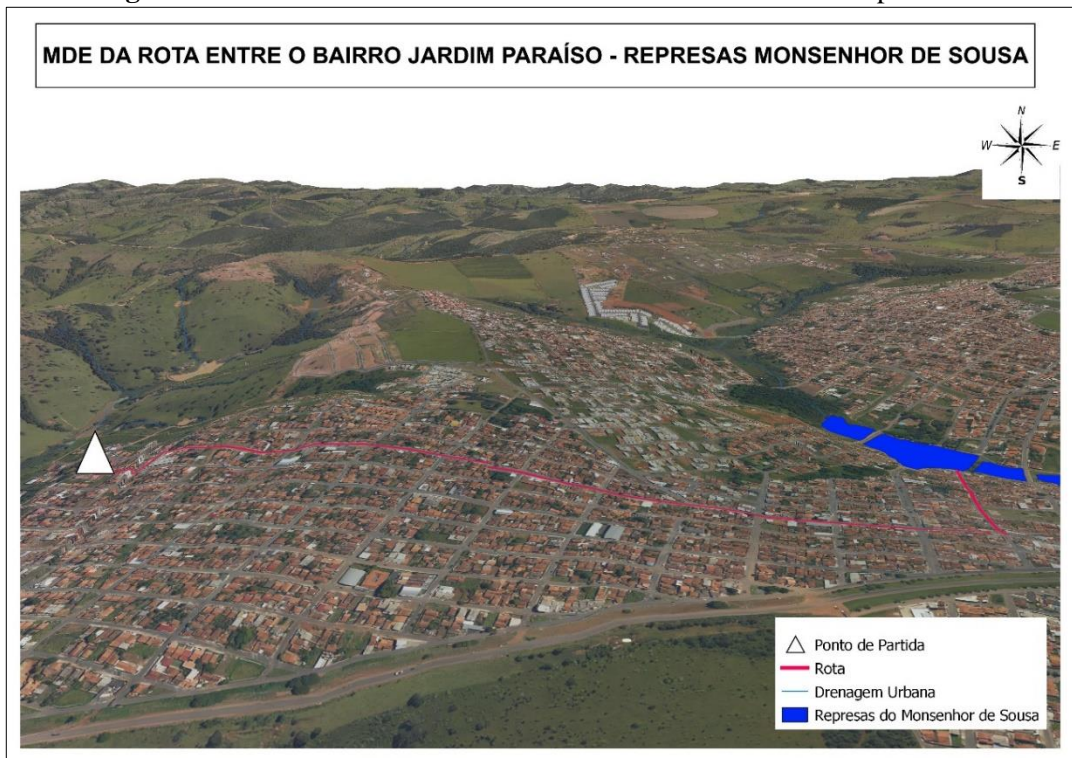 MDE DA ROTA ENTRE O BAIRRO JARDIM PARAÍSO - REPRESAS MONSENHOR DE SOUSA
N
W E
S
Ponto de Partida
Rota
Drenagem Urbana
Represas do Monsenhor de Sousa